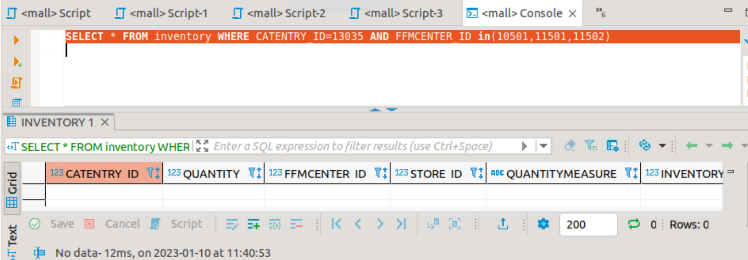 <mall> Script <mall> Script-1 <mall> Script-2 <mall> Script-3 <mall> Console × »6
SELECT * FROM inventory WHERE CATENTRY_ID=13035 AND FFMCENTER_ID in(10501,11501,11502)
INVENTORY 1 ×
SELECT * FROM inventory WHER Enter a SQL expression to filter results (use Ctrl+Space)
Grid
123 CATENTRY_ID 123 QUANTITY 123 FFMCENTER_ID 123 STORE_ID ABC QUANTITYMEASURE 123 INVENTORY
Text
Save Cancel Script 200 0 Rows: 0
No data - 12ms, on 2023-01-10 at 11:40:53